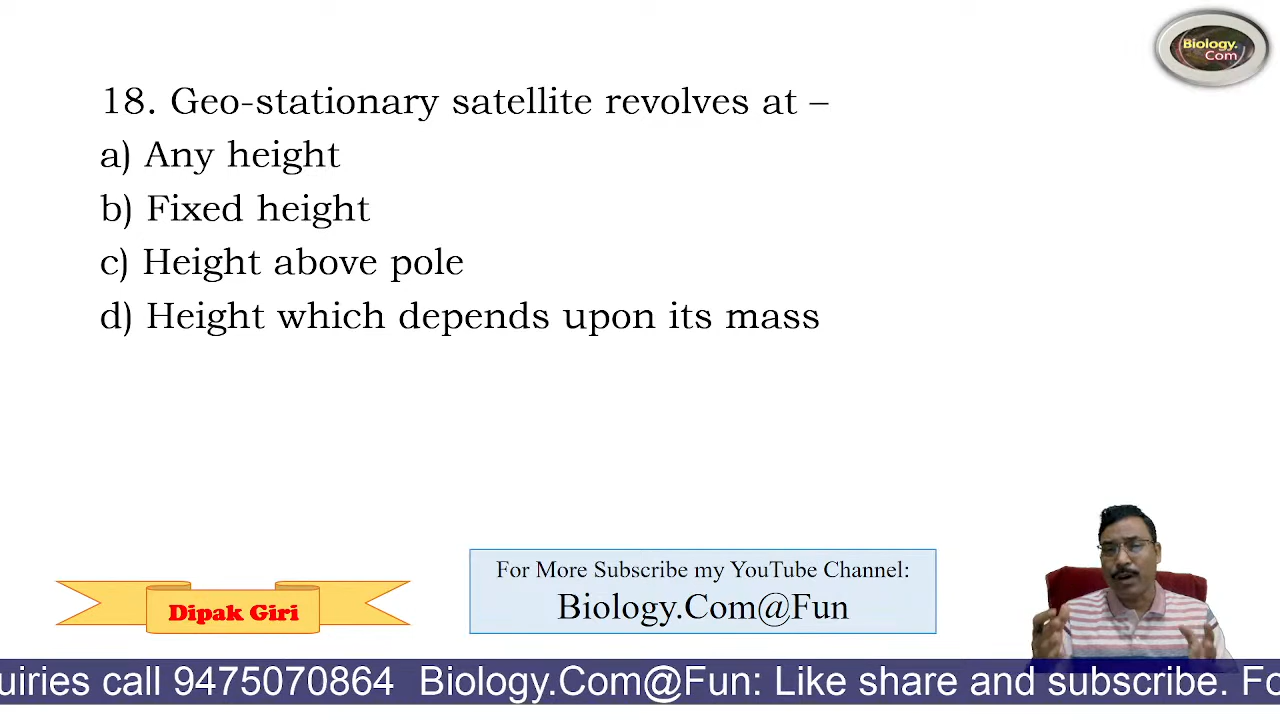 Biology.
Com
18. Geo-stationary satellite revolves at –
a) Any height
b) Fixed height
c) Height above pole
d) Height which depends upon its mass
For More Subscribe my YouTube Channel:
Biology.Com@Fun
Dipak Giri
call 9475070864 Biology.Com@Fun: Like share and subscribe.